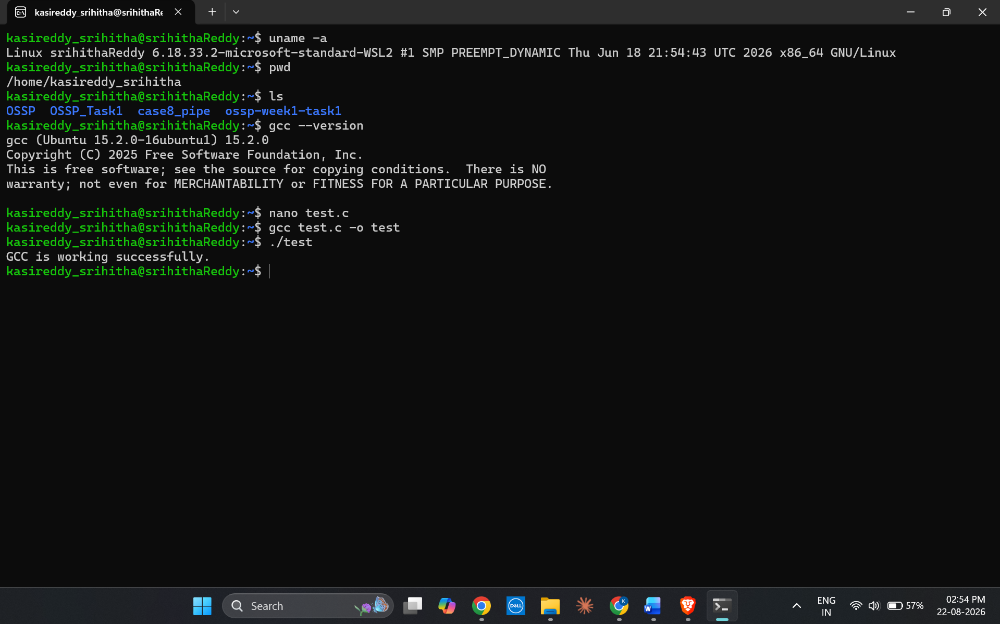 kasireddy_srihitha@srihithaRe
kasireddy_srihitha@srihithaReddy:~$ uname -a
Linux srihithaReddy 6.18.33.2-microsoft-standard-WSL2 #1 SMP PREEMPT_DYNAMIC Thu Jun 18 21:54:43 UTC 2026 x86_64 GNU/Linux
kasireddy_srihitha@srihithaReddy:~$ pwd
/home/kasireddy_srihitha
kasireddy_srihitha@srihithaReddy:~$ ls
OSSP  OSSP_Task1  case8_pipe  ossp-week1-task1
kasireddy_srihitha@srihithaReddy:~$ gcc --version
gcc (Ubuntu 15.2.0-16ubuntu1) 15.2.0
Copyright (C) 2025 Free Software Foundation, Inc.
This is free software; see the source for copying conditions.  There is NO
warranty; not even for MERCHANTABILITY or FITNESS FOR A PARTICULAR PURPOSE.
kasireddy_srihitha@srihithaReddy:~$ nano test.c
kasireddy_srihitha@srihithaReddy:~$ gcc test.c -o test
kasireddy_srihitha@srihithaReddy:~$ ./test
GCC is working successfully.
kasireddy_srihitha@srihithaReddy:~$
Search
DELL
K
W
ENG
IN
57%
02:54 PM
22-08-2026